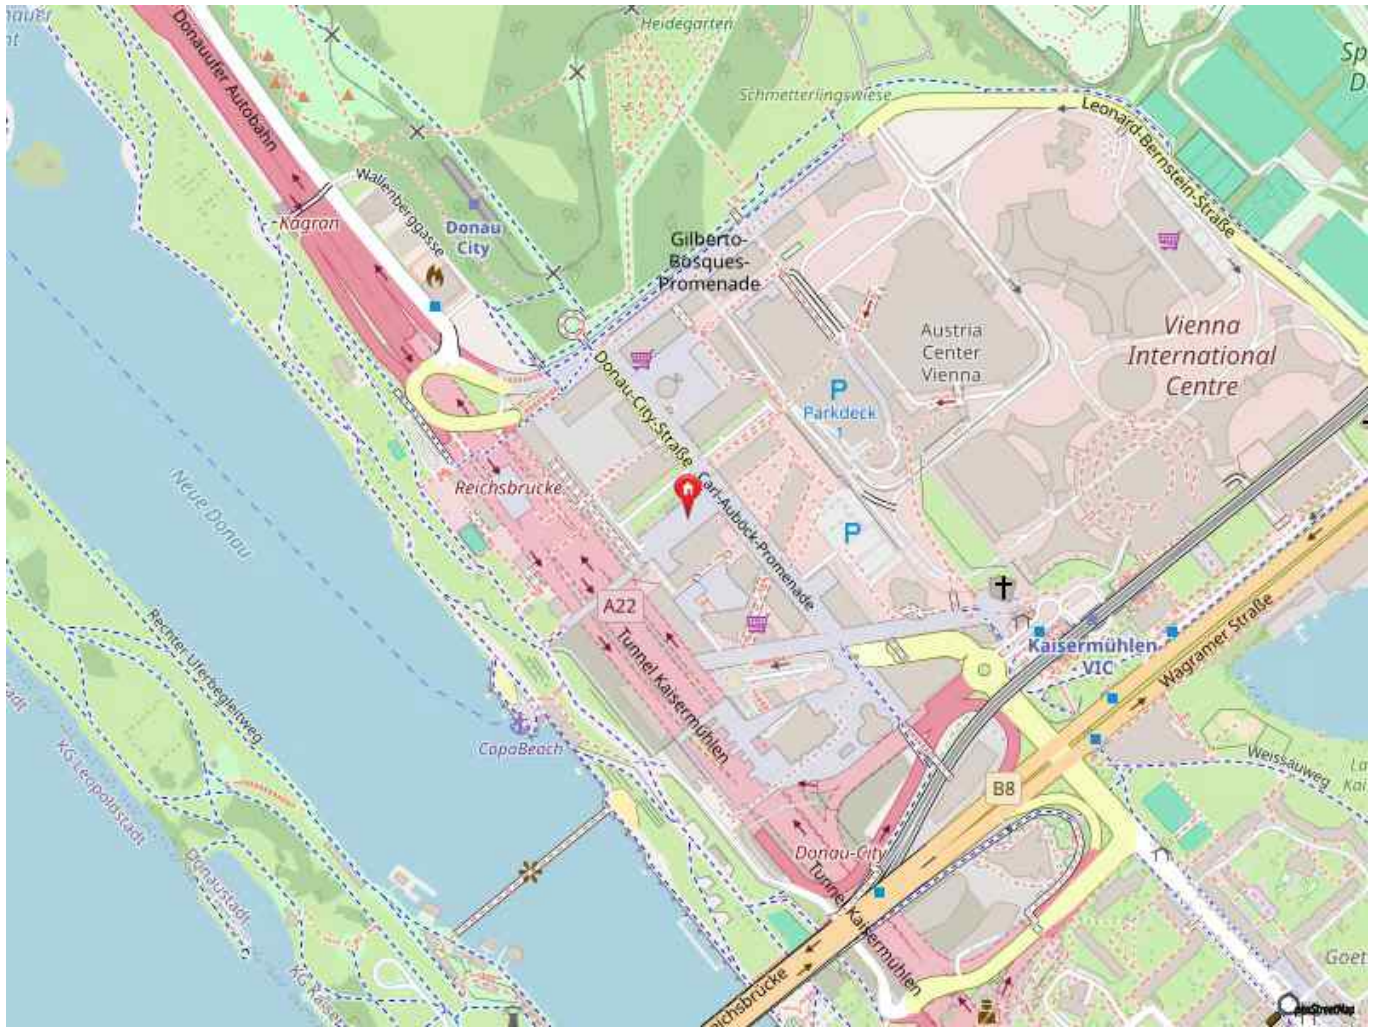 Heidegarten
Donauufer Autobahn
Schmetterlingswiese
Leonard-Bernstein-Straße
Wallenberggasse
Kagran
Donau
City
Gilberto-
Bosques-
Promenade
Austria
Center
Vienna
Vienna
International
Centre
Donau-City-Straße
P
Parkdeck
1
Reichsbrücke
Carl-Auböck-Promenade
P
Neue Donau
A22
Tunnel Kaisermühlen
Rechter Uferbegleitweg
Kaisermühlen
VIC
Wagramer Straße
CopaBeach
KG Leopoldstadt
Donaustadt
Weissauweg
B8
Donau-City
Tunnel Kaisermühlen
Reichsbrücke
OpenStreetMap